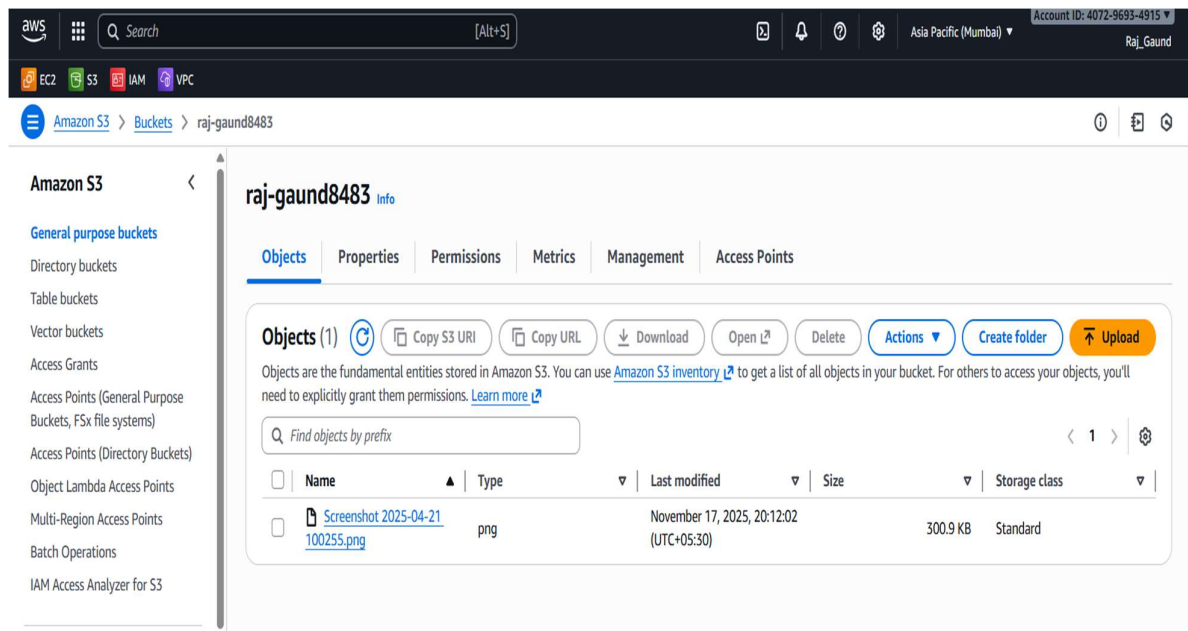 aws
Search [Alt+S]
Asia Pacific (Mumbai) ▼
Account ID: 4072-9693-4915 ▼
Raj_Gaund
EC2 S3 IAM VPC
Amazon S3 > Buckets > raj-gaund8483
Amazon S3
General purpose buckets
Directory buckets
Table buckets
Vector buckets
Access Grants
Access Points (General Purpose
Buckets, FSx file systems)
Access Points (Directory Buckets)
Object Lambda Access Points
Multi-Region Access Points
Batch Operations
IAM Access Analyzer for S3
raj-gaund8483 Info
Objects Properties Permissions Metrics Management Access Points
Objects (1) Copy S3 URI Copy URL Download Open Delete Actions ▼ Create folder Upload
Objects are the fundamental entities stored in Amazon S3. You can use Amazon S3 inventory to get a list of all objects in your bucket. For others to access your objects, you'll
need to explicitly grant them permissions. Learn more
Find objects by prefix
< 1 >
Name Type Last modified Size Storage class
Screenshot 2025-04-21
100255.png
png
November 17, 2025, 20:12:02
(UTC+05:30)
300.9 KB
Standard